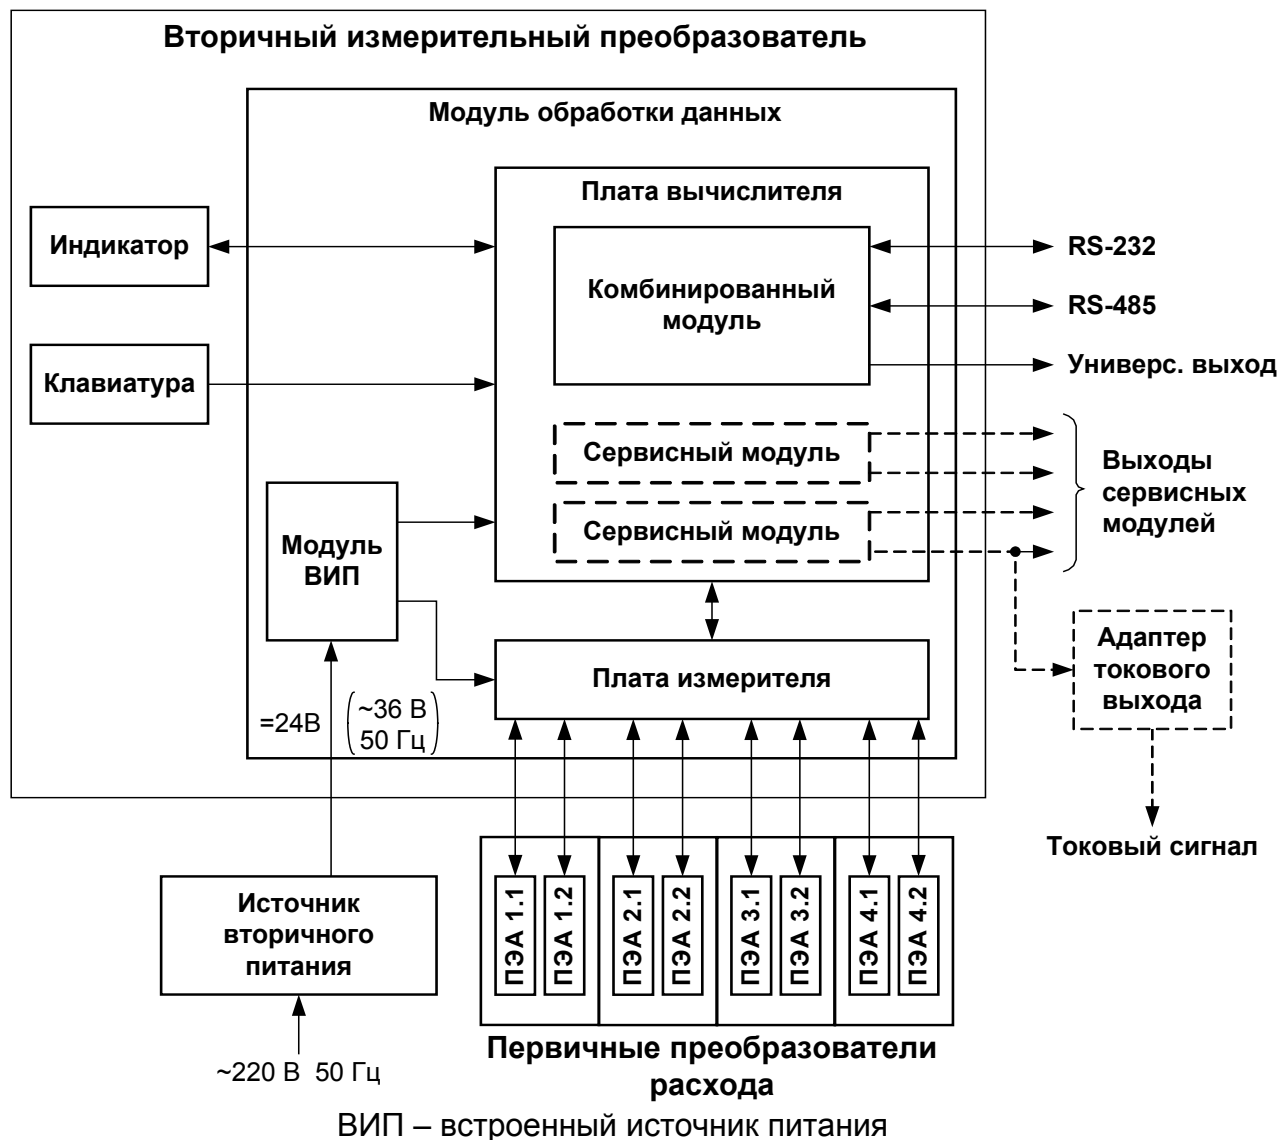 Вторичный измерительный преобразователь
Модуль обработки данных
Плата вычислителя
Индикатор
Комбинированный
модуль
RS-232
RS-485
Универс. выход
Клавиатура
Сервисный модуль
Сервисный модуль
Выходы
сервисных
модулей
Модуль
ВИП
Адаптер
токового
выхода
Плата измерителя
=24В
~36 В
50 Гц
Токовый сигнал
Источник
вторичного
питания
ПЭА 1.1
ПЭА 1.2
ПЭА 2.1
ПЭА 2.2
ПЭА 3.1
ПЭА 3.2
ПЭА 4.1
ПЭА 4.2
~220 В 50 Гц
Первичные преобразователи
расхода
ВИП – встроенный источник питания